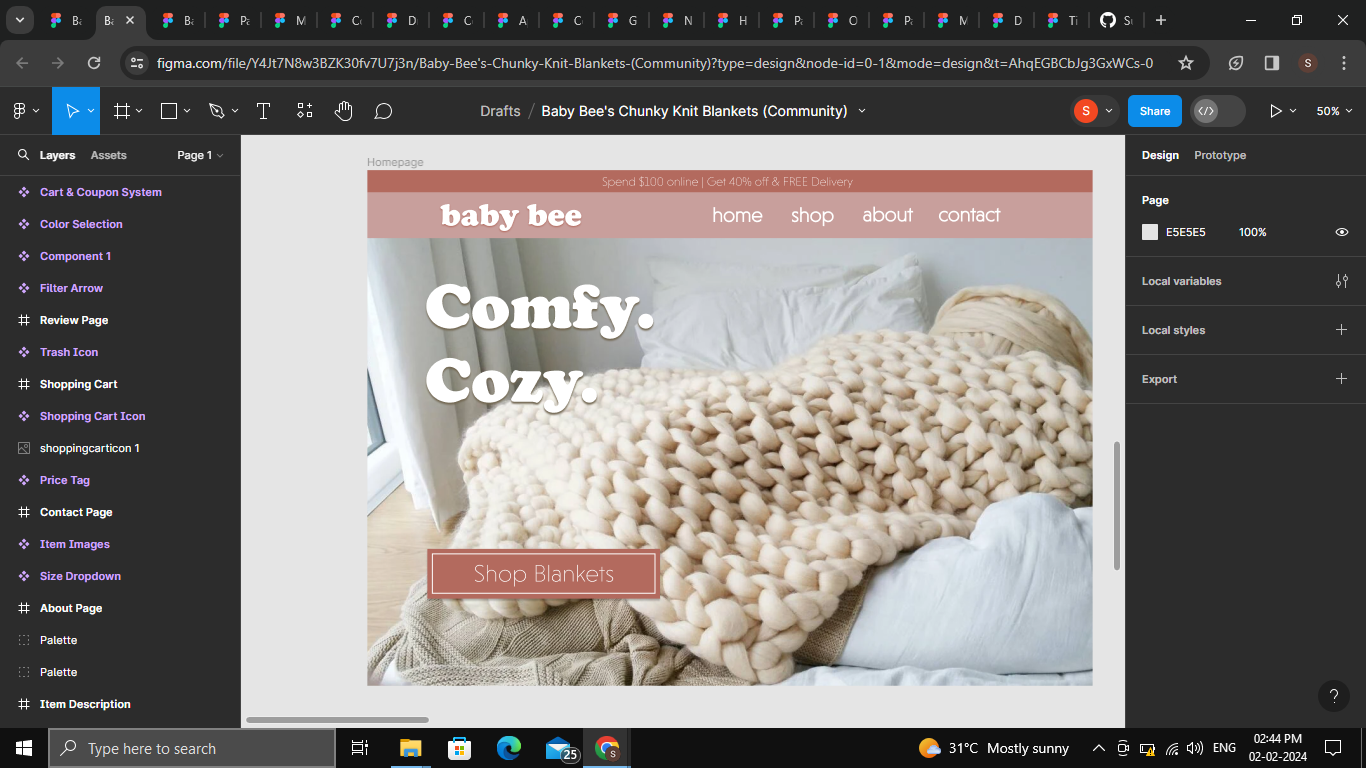 Ba
Ba
Ba
Pa
M
Co
D
C
A
C
G
N
H
Pa
O
Pa
M
D
Ti
Su
figma.com/file/Y4Jt7N8w3BZK30fv7U7j3n/Baby-Bee's-Chunky-Knit-Blankets-(Community)?type=design&node-id=0-1&mode=design&t=AhqEGBCbJg3GxWCs-0
S
Drafts / Baby Bee's Chunky Knit Blankets (Community)
S
Share
50%
Layers
Assets
Page 1
Cart & Coupon System
Color Selection
Component 1
Filter Arrow
Review Page
Trash Icon
Shopping Cart
Shopping Cart Icon
shoppingcarticon 1
Price Tag
Contact Page
Item Images
Size Dropdown
About Page
Palette
Palette
Item Description
Homepage
Spend $100 online | Get 40% off & FREE Delivery
baby bee
home shop about contact
Comfy.
Cozy.
Shop Blankets
Design
Prototype
Page
E5E5E5 100%
Local variables
Local styles
Export
?
Type here to search
25
S
31°C Mostly sunny
ENG
02:44 PM
02-02-2024